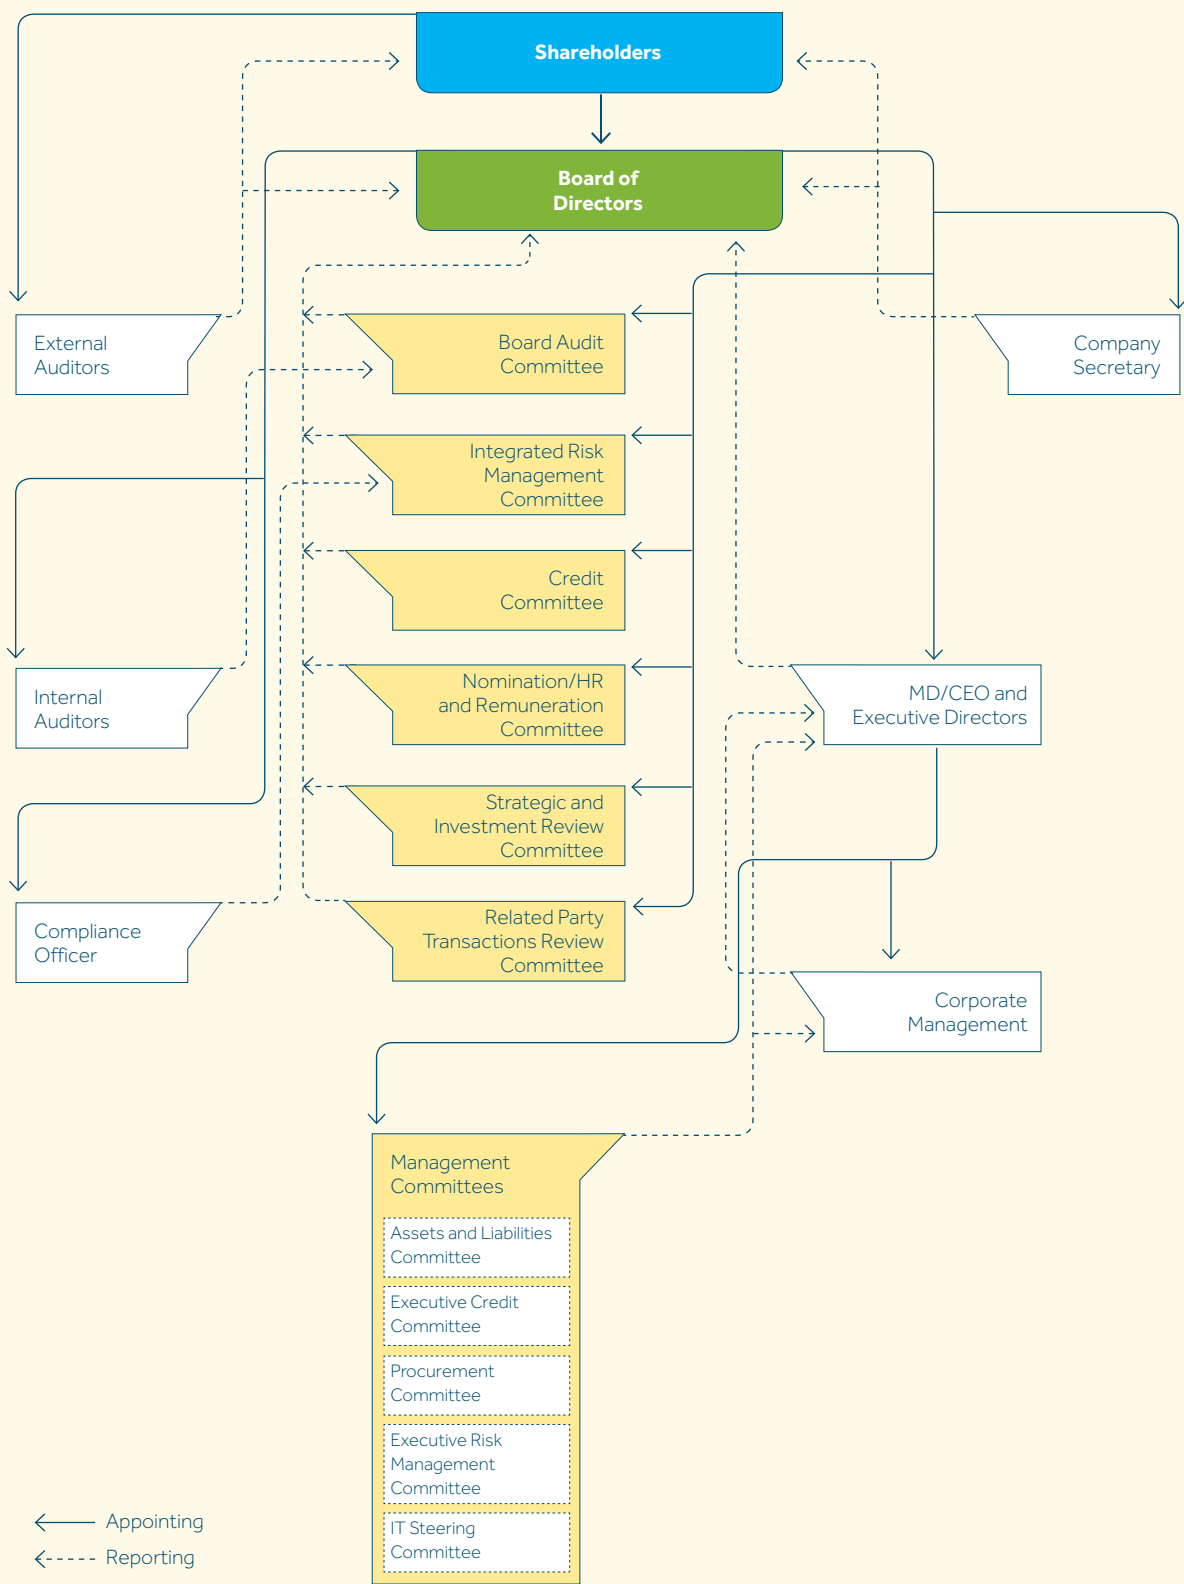 Shareholders
Board of
Directors
External
Auditors
Board Audit
Committee
Company
Secretary
Integrated Risk
Management
Committee
Credit
Committee
Internal
Auditors
Nomination/HR
and Remuneration
Committee
MD/CEO and
Executive Directors
Strategic and
Investment Review
Committee
Compliance
Officer
Related Party
Transactions Review
Committee
Corporate
Management
Management
Committees
Assets and Liabilities
Committee
Executive Credit
Committee
Procurement
Committee
Executive Risk
Management
Committee
IT Steering
Committee
Appointing
Reporting